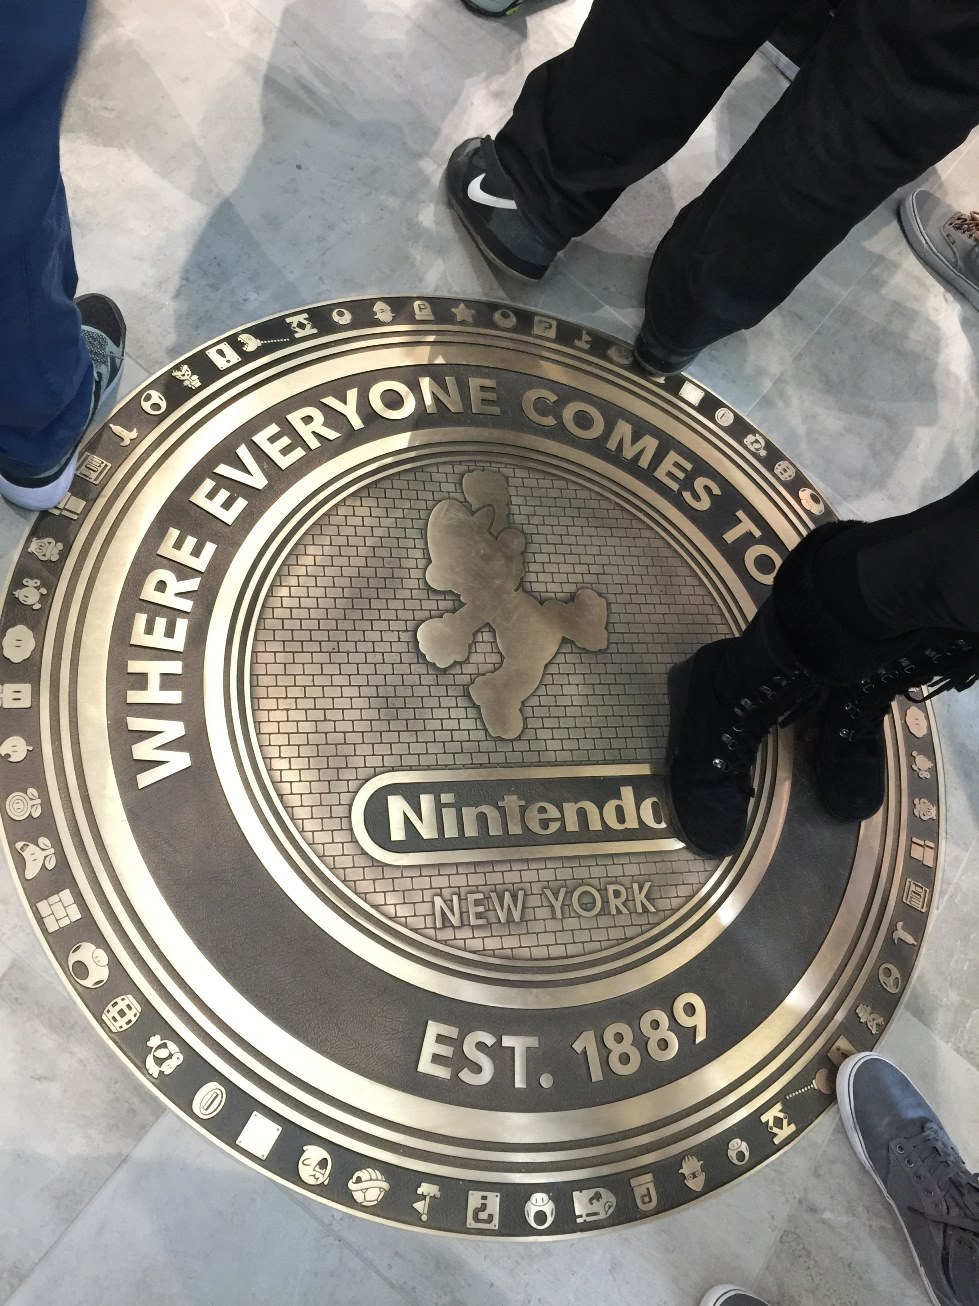 WHERE EVERYONE COMES TO
Nintendo
NEW YORK
EST. 1889